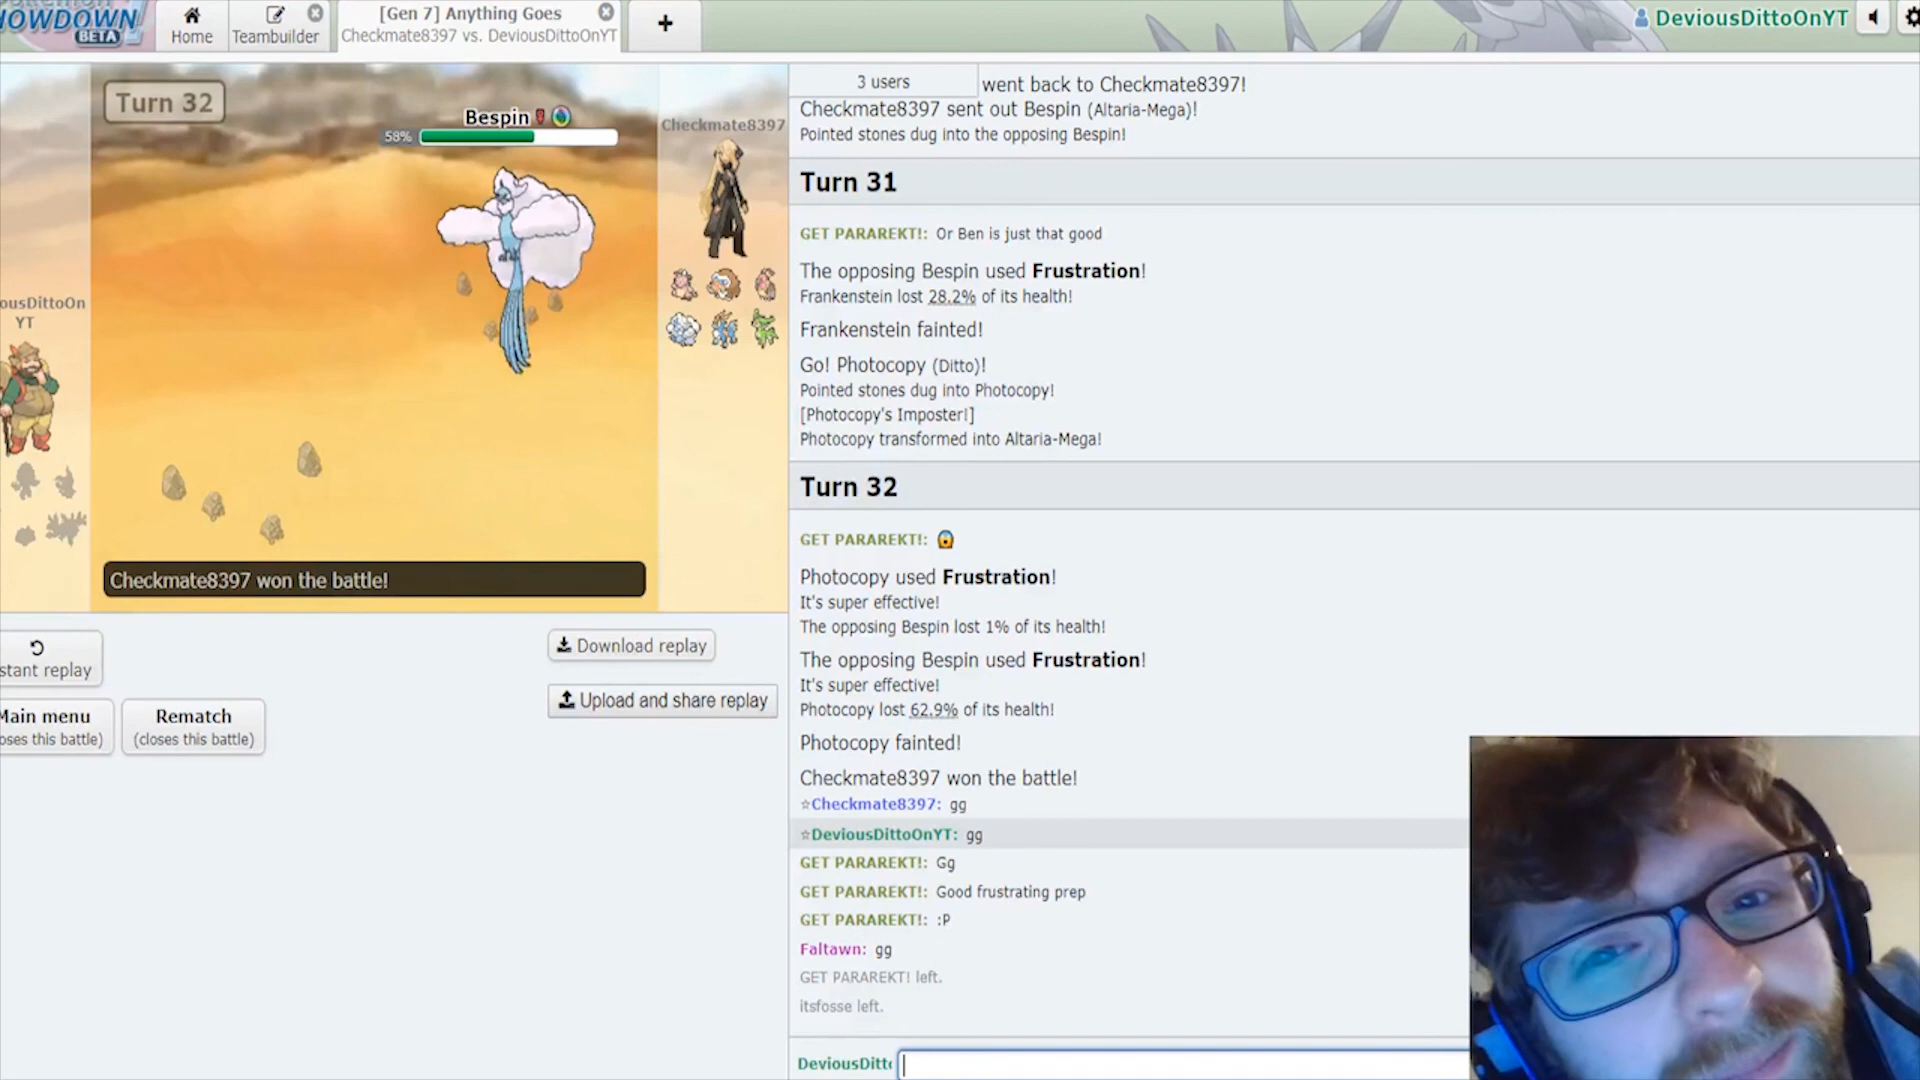 HOWDOWN
BETA
Home
Teambuilder
[Gen 7] Anything Goes
Checkmate8397 vs. DeviousDittoOnYT
+
DeviousDittoOnYT
Turn 32
Bespin
58%
Checkmate8397
ousDittoOn
YT
Checkmate8397 won the battle!
stant replay
Download replay
Upload and share replay
Main menu
oses this battle)
Rematch
(closes this battle)
3 users
went back to Checkmate8397!
Checkmate8397 sent out Bespin (Altaria-Mega)!
Pointed stones dug into the opposing Bespin!
Turn 31
GET PARAREKT!: Or Ben is just that good
The opposing Bespin used Frustration!
Frankenstein lost 28.2% of its health!
Frankenstein fainted!
Go! Photocopy (Ditto)!
Pointed stones dug into Photocopy!
[Photocopy's Imposter!]
Photocopy transformed into Altaria-Mega!
Turn 32
GET PARAREKT!: 😱
Photocopy used Frustration!
It's super effective!
The opposing Bespin lost 1% of its health!
The opposing Bespin used Frustration!
It's super effective!
Photocopy lost 62.9% of its health!
Photocopy fainted!
Checkmate8397 won the battle!
☆Checkmate8397: gg
☆DeviousDittoOnYT: gg
GET PARAREKT!: Gg
GET PARAREKT!: Good frustrating prep
GET PARAREKT!: :P
Faltawn: gg
GET PARAREKT! left.
itsfosse left.
DeviousDitt